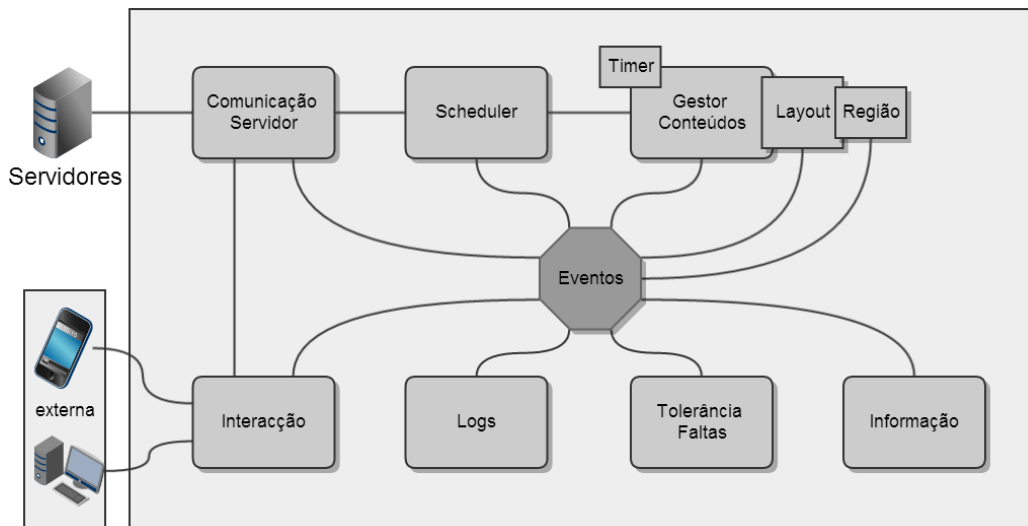 Timer
Comunicação
Servidor
Scheduler
Gestor
Conteúdos
Layout
Região
Servidores
Eventos
externa
Interacção
Logs
Tolerância
Faltas
Informação